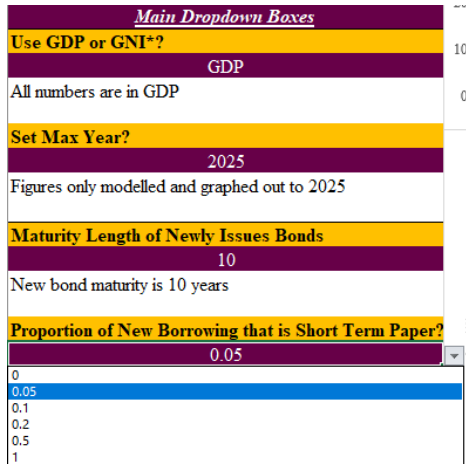 Main Dropdown Boxes
Use GDP or GNI*?
GDP
All numbers are in GDP
Set Max Year?
2025
Figures only modelled and graphed out to 2025
Maturity Length of Newly Issues Bonds
10
New bond maturity is 10 years
Proportion of New Borrowing that is Short Term Paper?
0.05
0
0.05
0.1
0.2
0.5
1
10
0